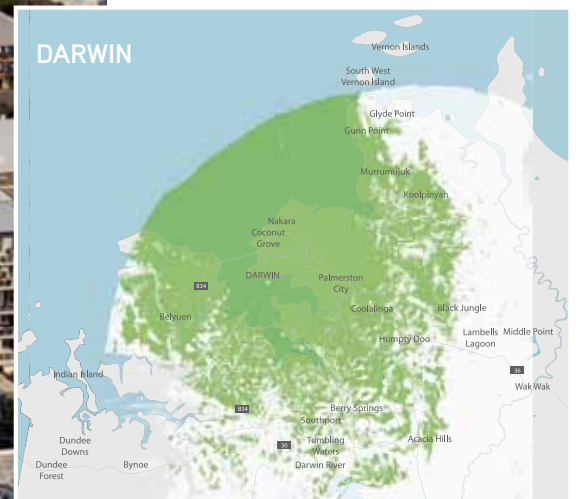 DARWIN
Vernon Islands
South West
Vernon Island
Glyde Point
Gunn Point
Murrumujuk
Koolpinyah
Nakara
Coconut
Grove
DARWIN
Palmerston
City
B34
Belyuen
Coolalinga
Black Jungle
Humpty Doo
Lambells
Lagoon
Middle Point
Indian Island
36
Wak Wak
B34
Berry Springs
Southport
Dundee
Downs
30
Tumbling
Waters
Acacia Hills
Dundee
Forest
Bynoe
Darwin River